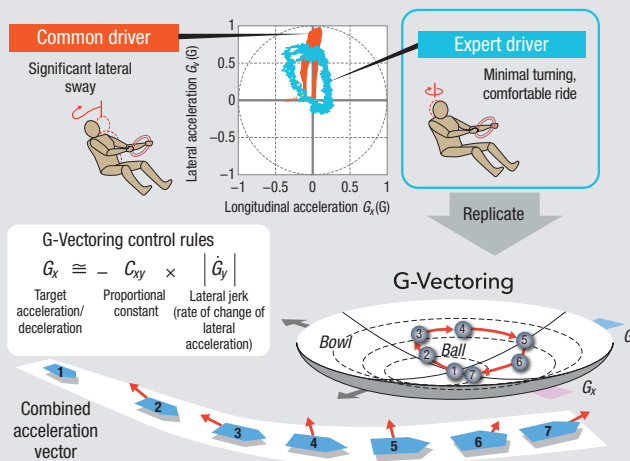 Common driver
Significant lateral
sway
Lateral acceleration Gy(G)
1
0.5
0
−0.5
−1
−1
−0.5
0
0.5
1
Longitudinal acceleration Gx(G)
Expert driver
Minimal turning,
comfortable ride
Replicate
G-Vectoring control rules
Gx ≅ − Cxy × |Ġy|
Target
acceleration/
deceleration
Proportional
constant
Lateral jerk
(rate of change of
lateral
acceleration)
G-Vectoring
Bowl
Ball
1
2
3
4
5
6
7
G
Gx
Combined
acceleration
vector
1
2
3
4
5
6
7